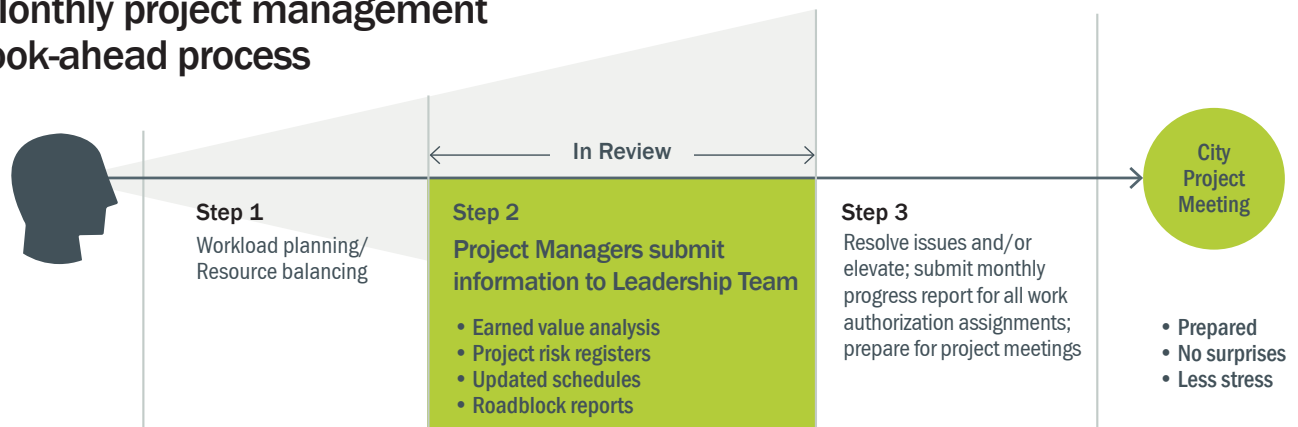 onthly project management
ok-ahead process
In Review
City
Project
Meeting
Step 1
Workload planning/
Resource balancing
Step 2
Project Managers submit
information to Leadership Team
• Earned value analysis
• Project risk registers
• Updated schedules
• Roadblock reports
Step 3
Resolve issues and/or
elevate; submit monthly
progress report for all work
authorization assignments;
prepare for project meetings
• Prepared
• No surprises
• Less stress